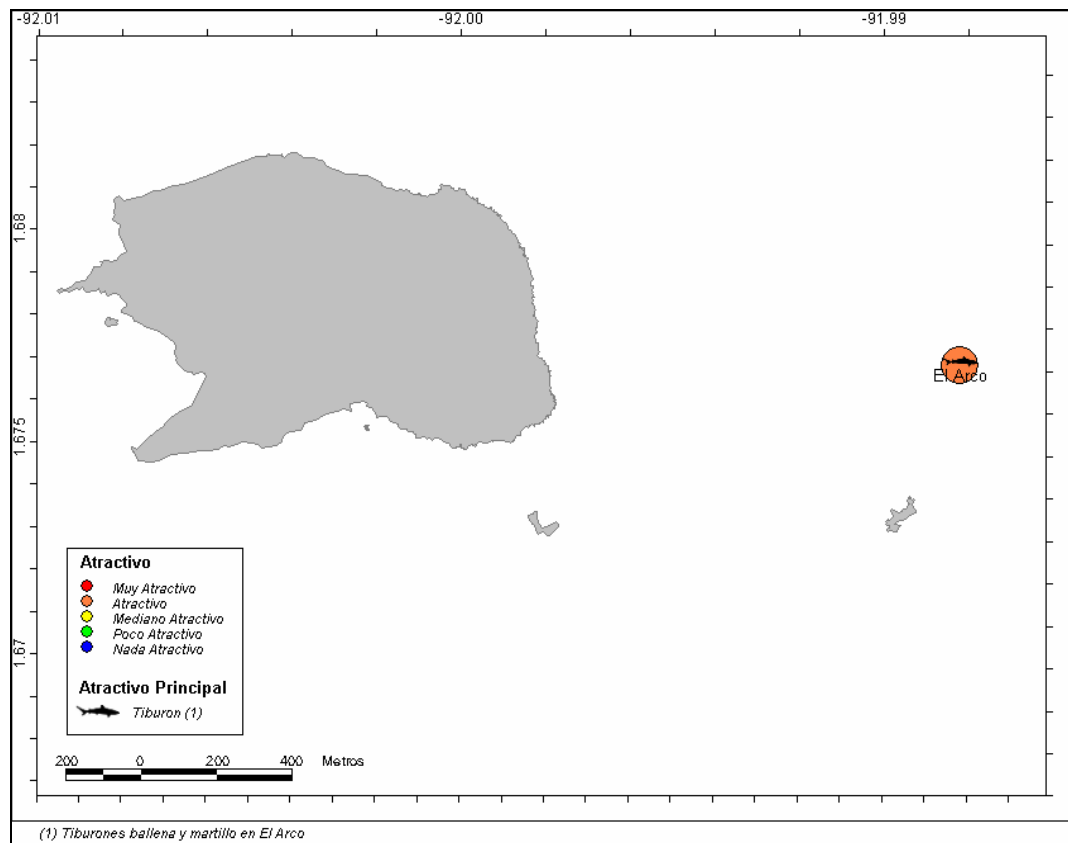 -92.01 -92.00 -91.99
1.68
1.675
1.67
El Arco
Atractivo
Muy Atractivo
Atractivo
Mediano Atractivo
Poco Atractivo
Nada Atractivo
Atractivo Principal
Tiburon (1)
200 0 200 400 Metros
(1) Tiburones ballena y martillo en El Arco